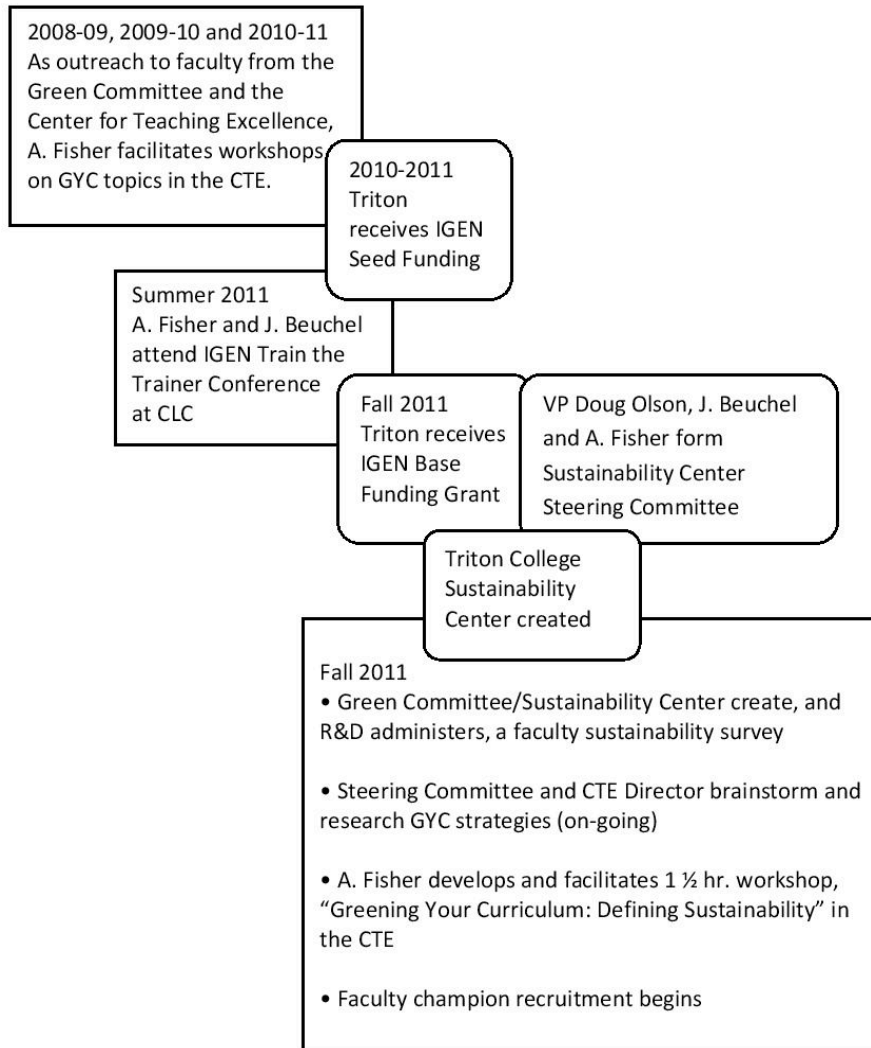 2008-09, 2009-10 and 2010-11
As outreach to faculty from the
Green Committee and the
Center for Teaching Excellence,
A. Fisher facilitates workshops
on GYC topics in the CTE.
2010-2011
Triton
receives IGEN
Seed Funding
Summer 2011
A. Fisher and J. Beuchel
attend IGEN Train the
Trainer Conference
at CLC
Fall 2011
Triton receives
IGEN Base
Funding Grant
VP Doug Olson, J. Beuchel
and A. Fisher form
Sustainability Center
Steering Committee
Triton College
Sustainability
Center created
Fall 2011
• Green Committee/Sustainability Center create, and
R&D administers, a faculty sustainability survey
• Steering Committee and CTE Director brainstorm and
research GYC strategies (on-going)
• A. Fisher develops and facilitates 1 ½ hr. workshop,
“Greening Your Curriculum: Defining Sustainability” in
the CTE
• Faculty champion recruitment begins